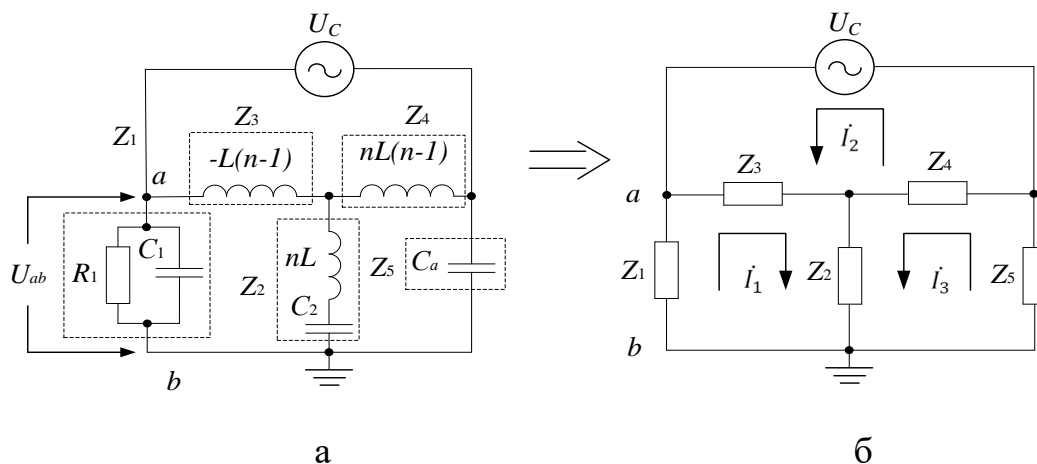 U_C U_C
Z_3 Z_4
Z_1
-L(n-1) nL(n-1)
İ_2
Z_3 Z_4
a a
C_1 R_1
U_ab
nL
Z_2
C_2
Z_5
C_a
Z_1
İ_1
Z_2
İ_3
Z_5
b b
а б